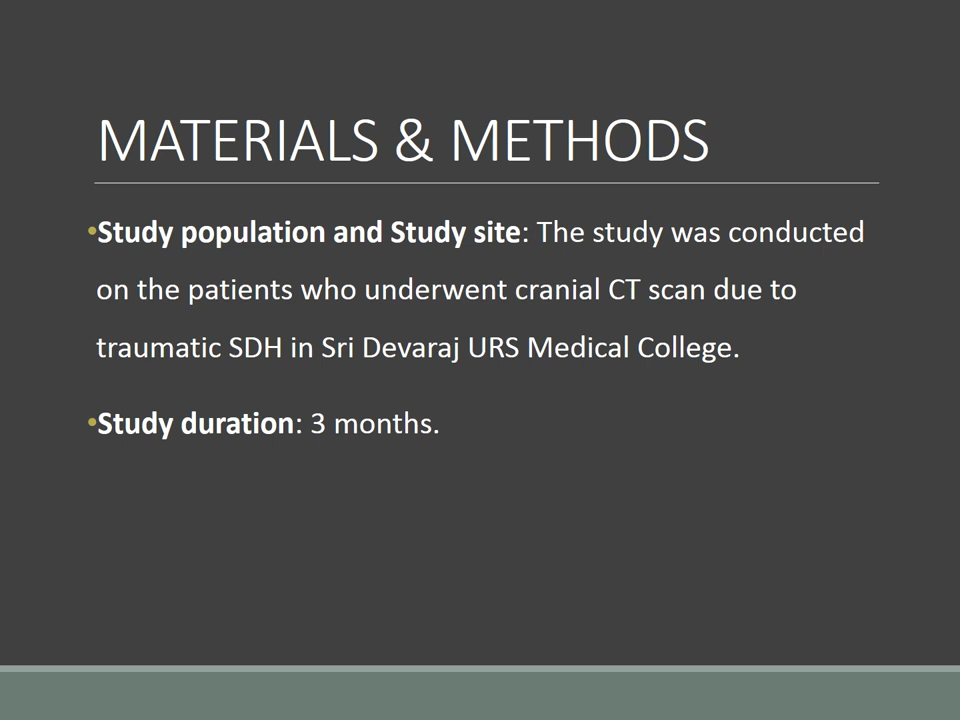 MATERIALS & METHODS
•Study population and Study site: The study was conducted
on the patients who underwent cranial CT scan due to
traumatic SDH in Sri Devaraj URS Medical College.
•Study duration: 3 months.